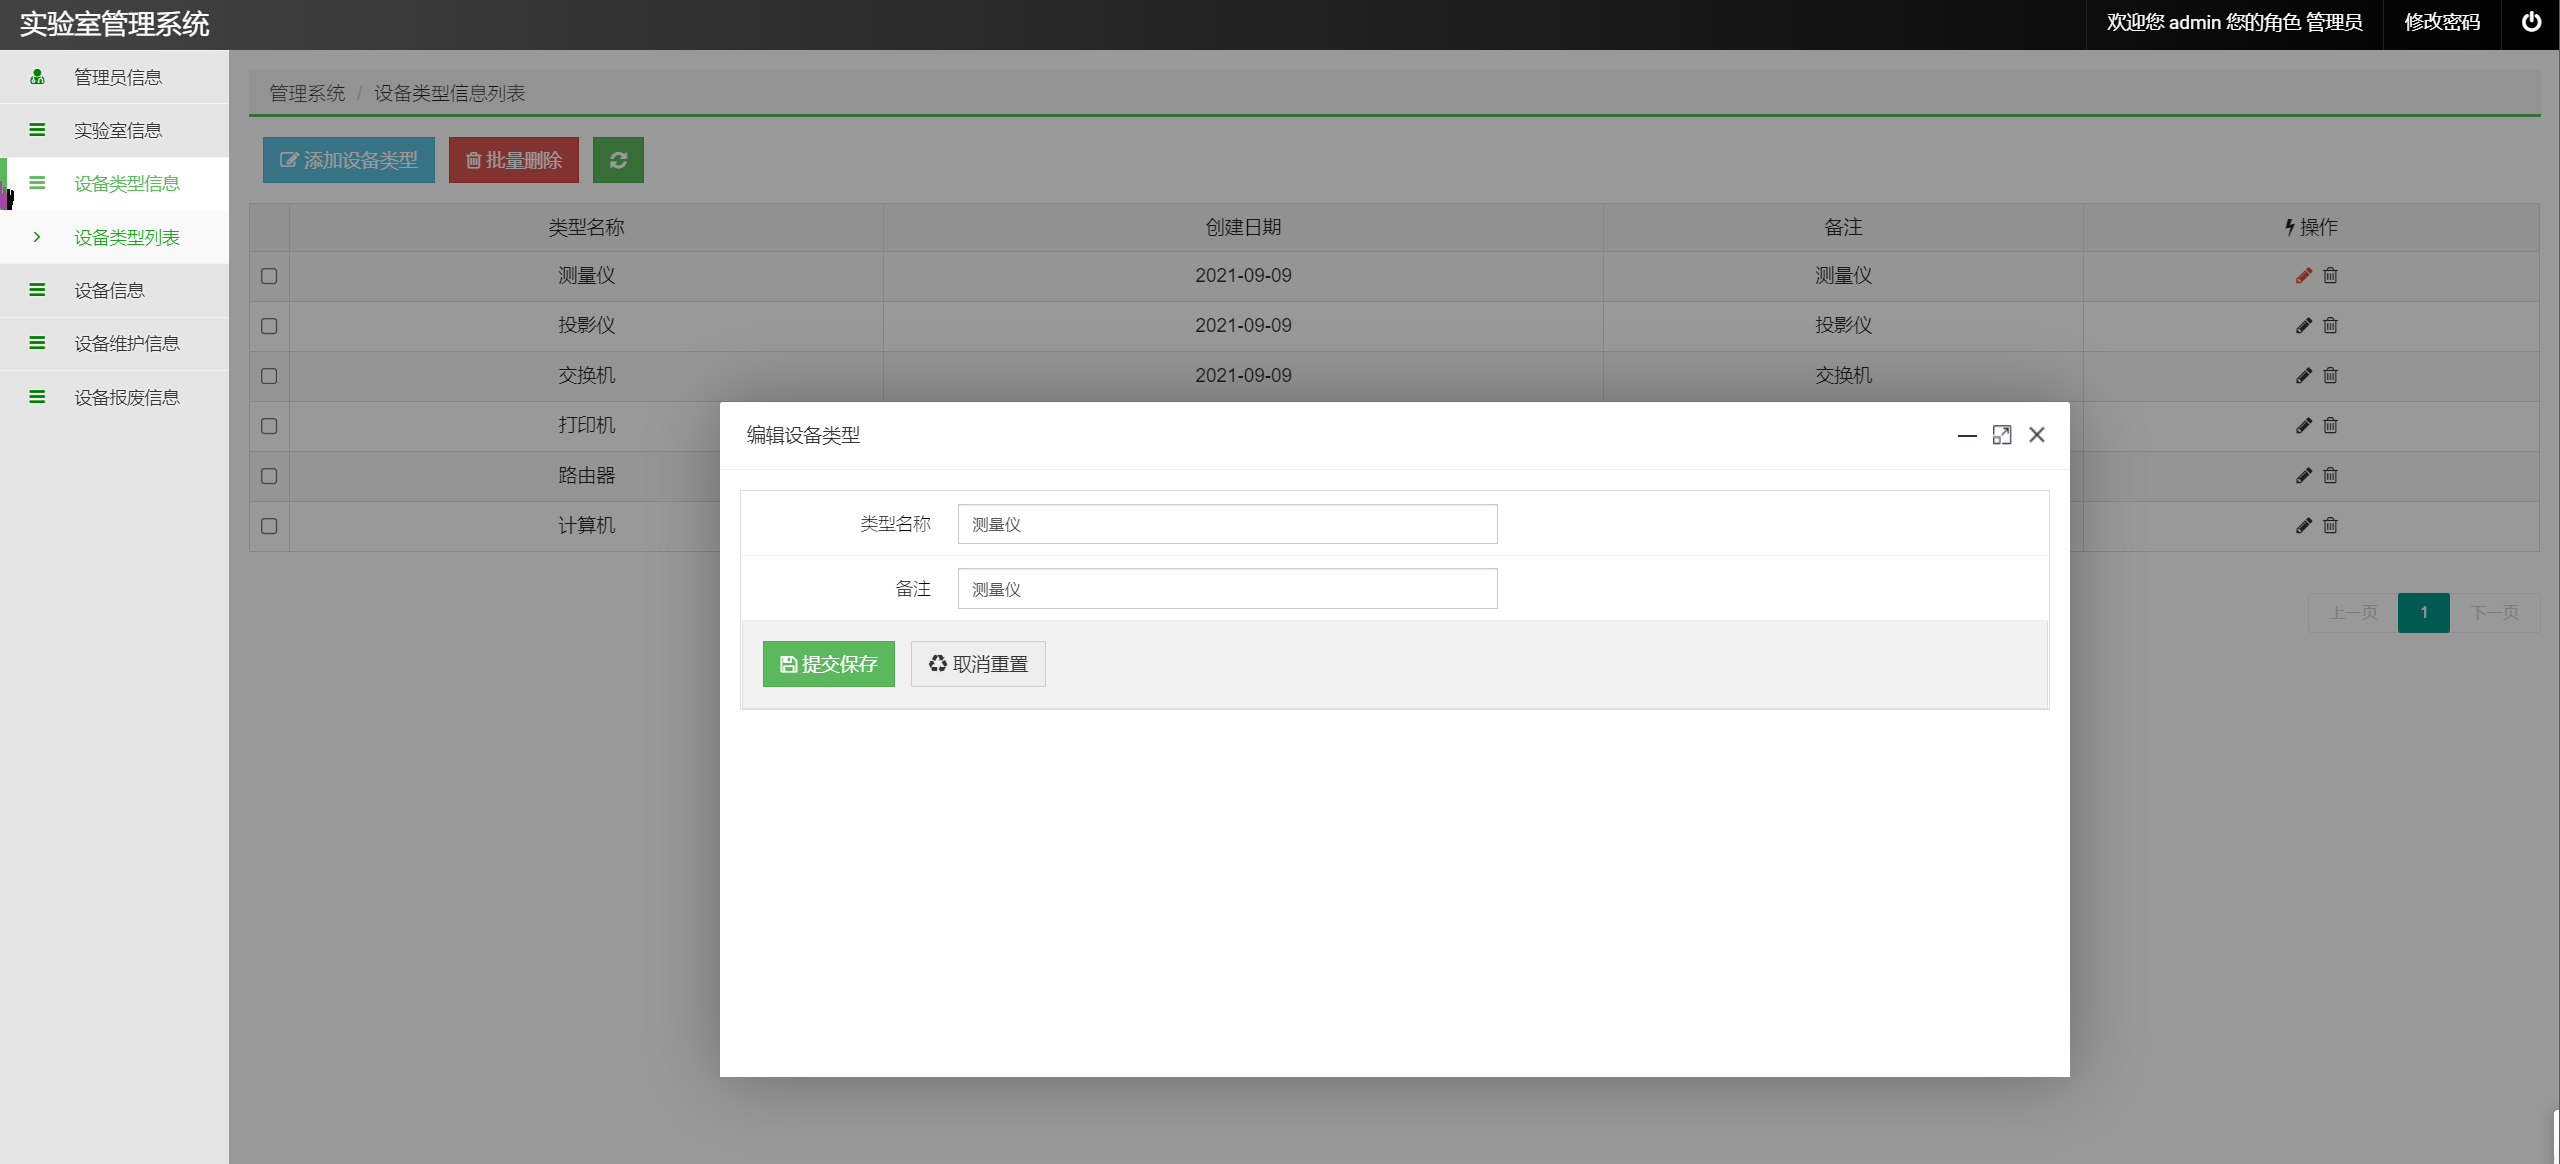 实验室管理系统
欢迎您 admin 您的角色 管理员
修改密码
管理员信息
实验室信息
设备类型信息
设备类型列表
设备信息
设备维护信息
设备报废信息
管理系统 / 设备类型信息列表
添加设备类型
批量删除
类型名称 创建日期 备注 操作
测量仪 2021-09-09 测量仪
投影仪 2021-09-09 投影仪
交换机 2021-09-09 交换机
打印机
路由器
计算机
编辑设备类型
类型名称 测量仪
备注 测量仪
提交保存 取消重置
上一页 1 下一页